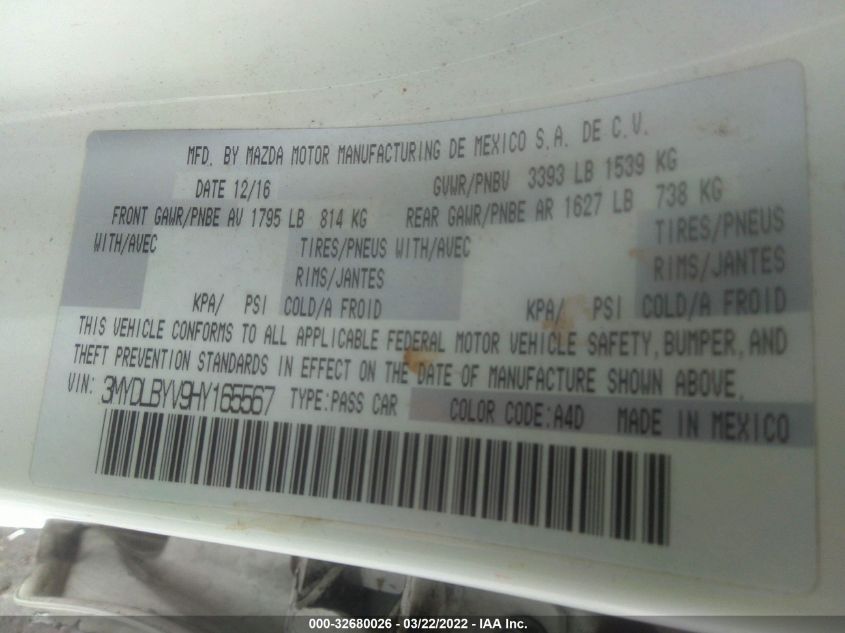 MFD. BY MAZDA MOTOR MANUFACTURING DE MEXICO S.A. DE C.V.
DATE 12/16 GVWR/PNBV 3393 LB 1539 KG
FRONT GAWR/PNBE AV 1795 LB 814 KG REAR GAWR/PNBE AR 1627 LB 738 KG
WITH/AVEC TIRES/PNEUS WITH/AVEC TIRES/PNEUS
RIMS/JANTES RIMS/JANTES
KPA/ PSI COLD/A FROID KPA/ PSI COLD/A FROID
THIS VEHICLE CONFORMS TO ALL APPLICABLE FEDERAL MOTOR VEHICLE SAFETY, BUMPER, AND
THEFT PREVENTION STANDARDS IN EFFECT ON THE DATE OF MANUFACTURE SHOWN ABOVE.
VIN: 3MYDLBYV9HY165567 TYPE:PASS CAR COLOR CODE:A4D MADE IN MEXICO
000-32680026 - 03/22/2022 - IAA Inc.